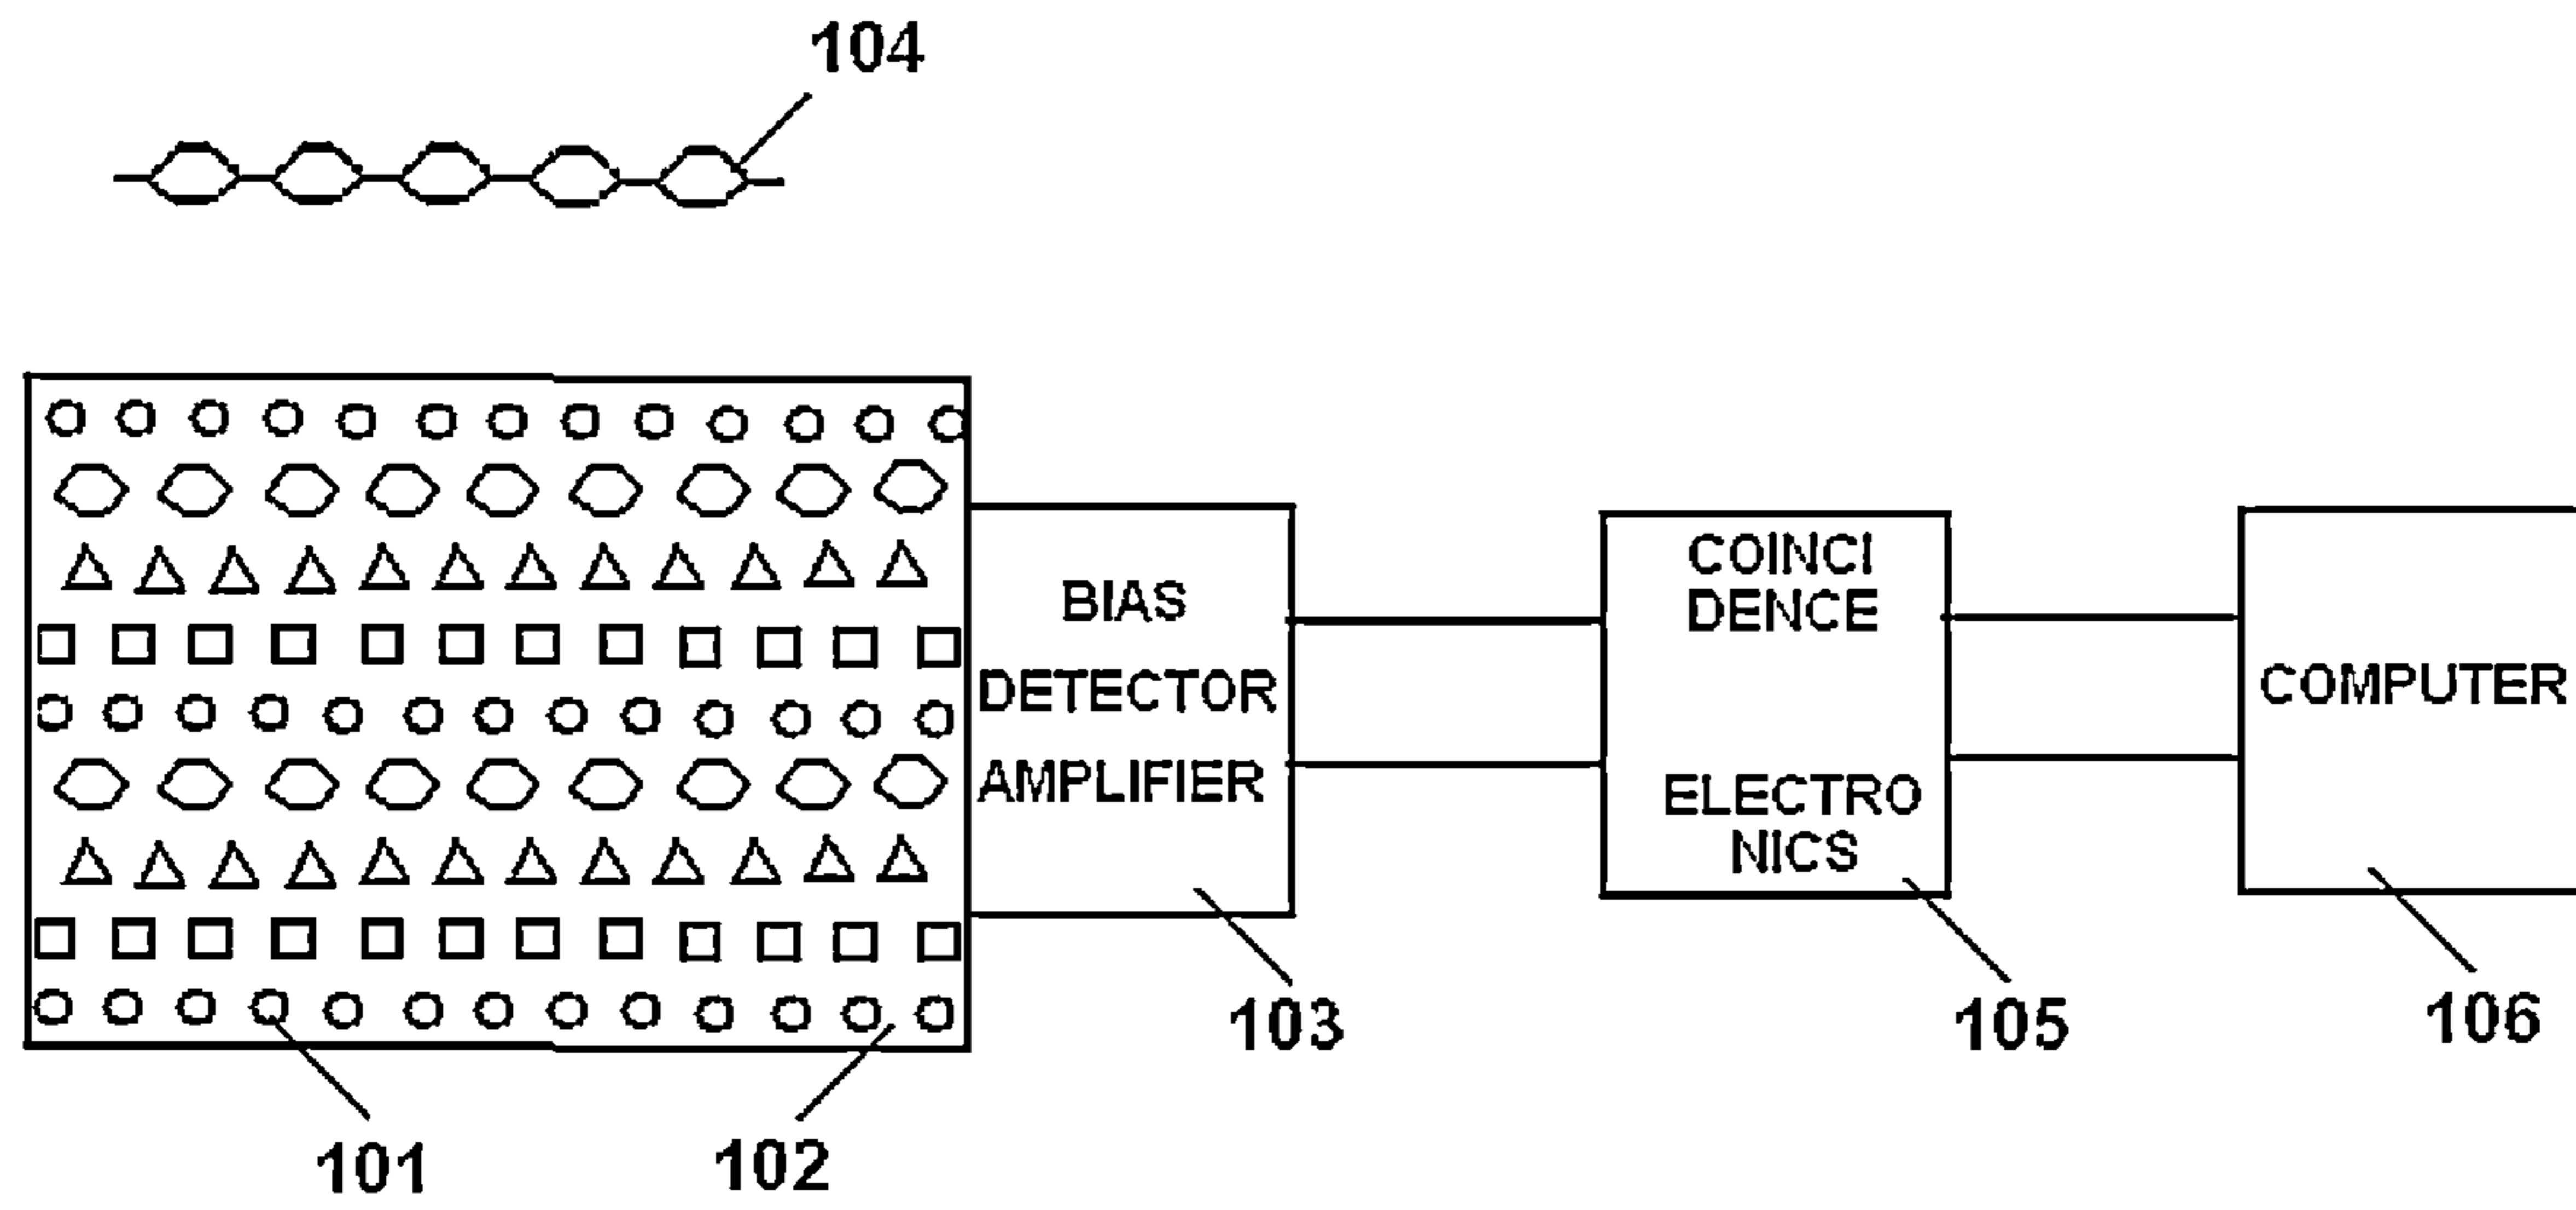 104
BIAS
DETECTOR
AMPLIFIER
COINCI
DENCE
ELECTRO
NICS
COMPUTER
103
105
106
101
102